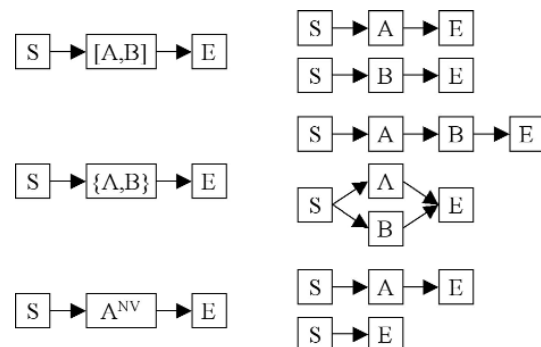 S [Λ,B] E
S A E
S B E
S {Λ,B} E
S A B E
Λ
S E
B
S Λᴺⱽ E
S A E
S E